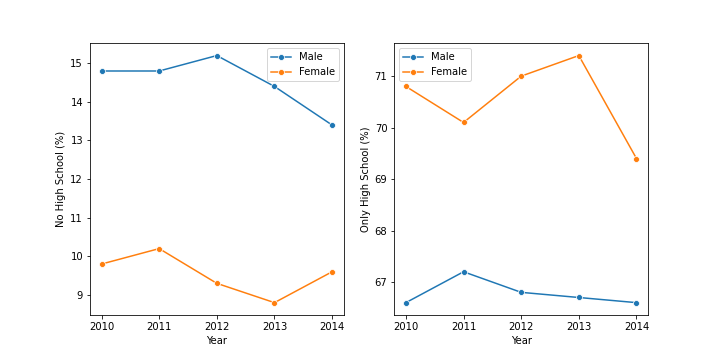 No High School (%)
15
14
13
12
11
10
9
Male
Female
2010 2011 2012 2013 2014
Year
Only High School (%)
71
70
69
68
67
Male
Female
2010 2011 2012 2013 2014
Year